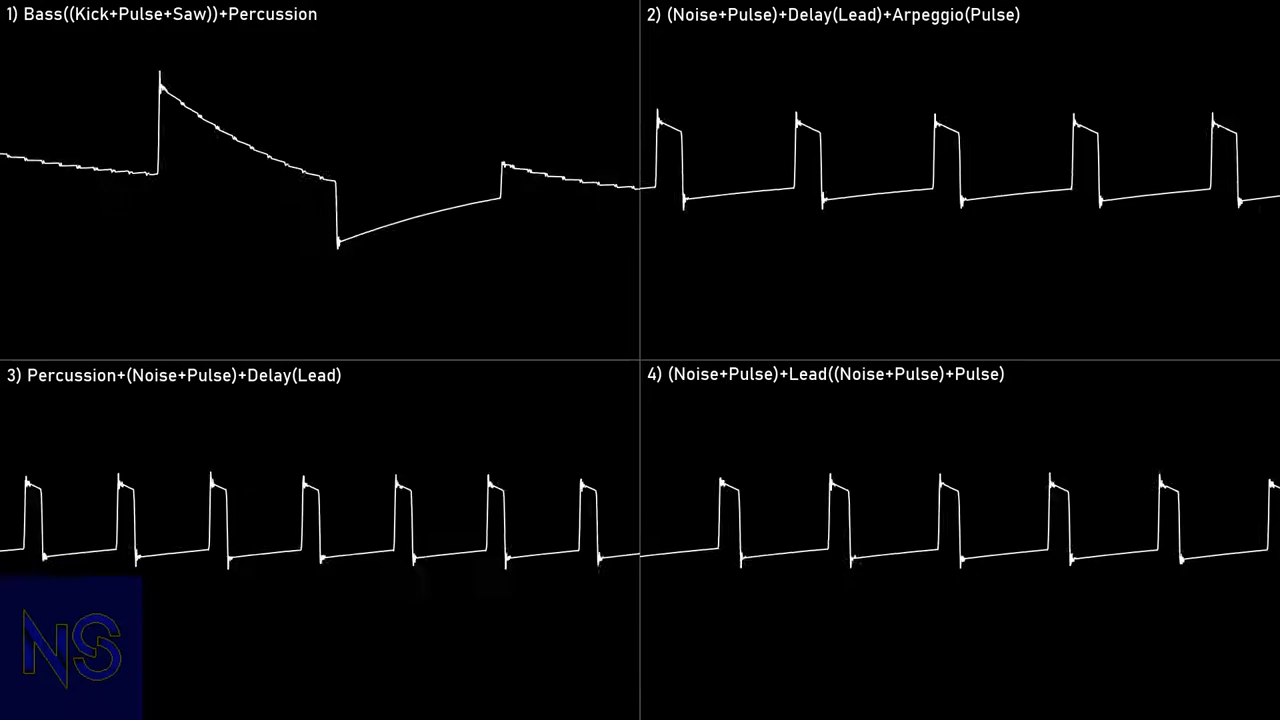 1) Bass((Kick+Pulse+Saw))+Percussion
2) (Noise+Pulse)+Delay(Lead)+Arpeggio(Pulse)
3) Percussion+(Noise+Pulse)+Delay(Lead)
4) (Noise+Pulse)+Lead((Noise+Pulse)+Pulse)
NS